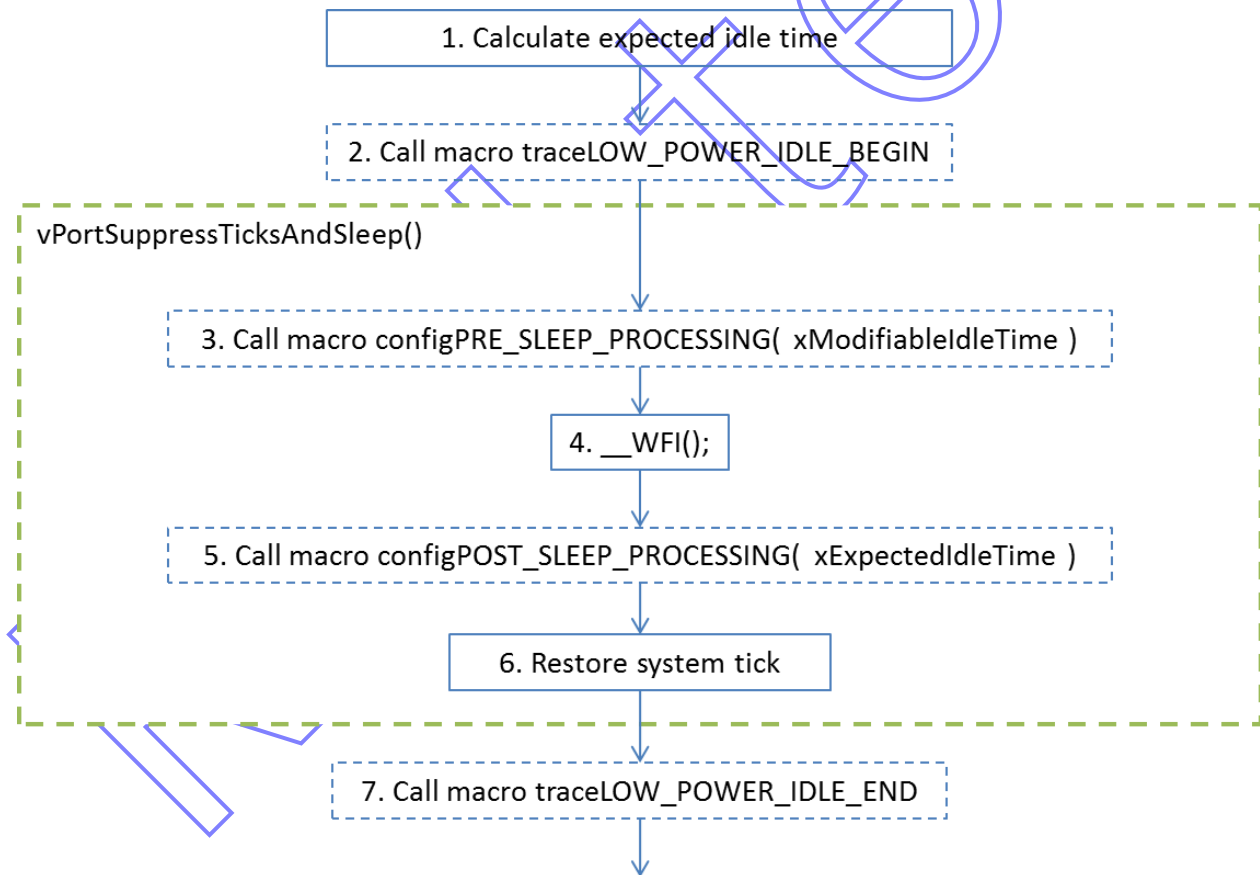 1. Calculate expected idle time
2. Call macro traceLOW_POWER_IDLE_BEGIN
vPortSuppressTicksAndSleep()
3. Call macro configPRE_SLEEP_PROCESSING( xModifiableIdleTime )
4. __WFI();
5. Call macro configPOST_SLEEP_PROCESSING( xExpectedIdleTime )
6. Restore system tick
7. Call macro traceLOW_POWER_IDLE_END